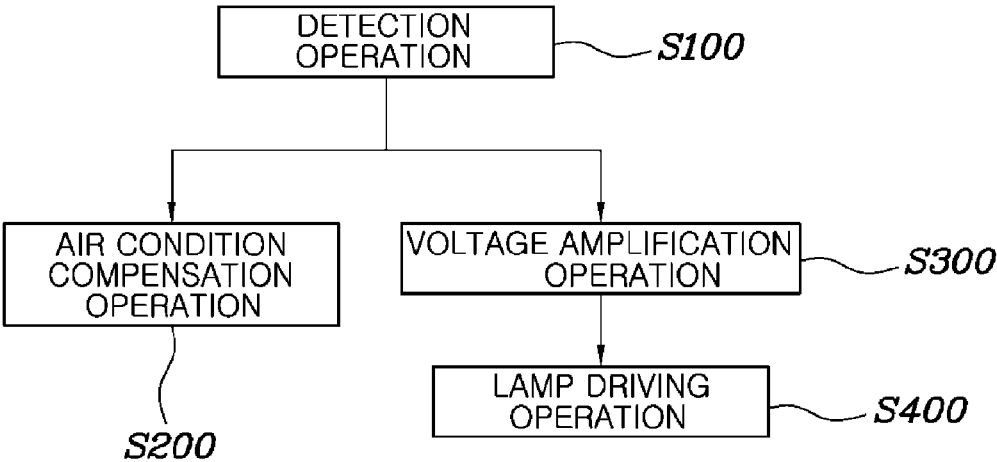 DETECTION
OPERATION
S100
AIR CONDITION
COMPENSATION
OPERATION
S200
VOLTAGE AMPLIFICATION
OPERATION
S300
LAMP DRIVING
OPERATION
S400